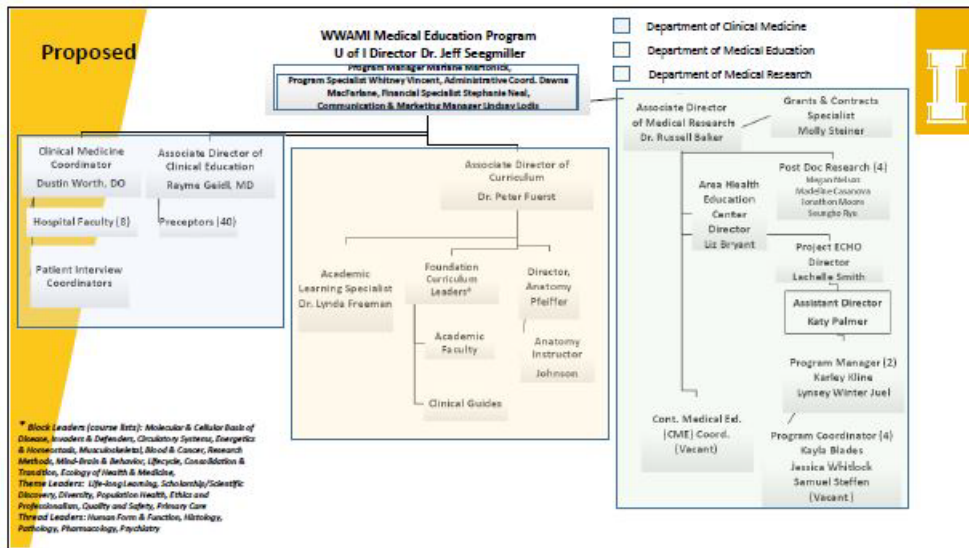 Proposed
WWAMI Medical Education Program
U of I Director Dr. Jeff Seegmiller
Program Manager Marlane Martonick,
Program Specialist Whitney Vincent, Administrative Coord. Dawna
MacFarlane, Financial Specialist Stephanie Neal,
Communication & Marketing Manager Lindsay Lodis
Department of Clinical Medicine
Department of Medical Education
Department of Medical Research
Clinical Medicine
Coordinator
Dustin Worth, DO
Hospital Faculty (8)
Patient Interview
Coordinators
Associate Director of
Clinical Education
Rayme Geidl, MD
Preceptors (40)
Associate Director of
Curriculum
Dr. Peter Fuerst
Academic
Learning Specialist
Dr. Lynda Freeman
Foundation
Curriculum
Leaders*
Academic
Faculty
Clinical Guides
Director,
Anatomy
Pfeiffer
Anatomy
Instructor
Johnson
Associate Director
of Medical Research
Dr. Russell Baker
Grants & Contracts
Specialist
Molly Steiner
Post Doc Research (4)
Megan Nelson
Madeline Casanova
Jonathon Moore
Seungho Ryu
Area Health
Education
Center
Director
Liz Bryant
Project ECHO
Director
Lachelle Smith
Assistant Director
Katy Palmer
Program Manager (2)
Karley Kline
Lynsey Winter Juel
Cont. Medical Ed.
(CME) Coord.
(Vacant)
Program Coordinator (4)
Kayla Blades
Jessica Whitlock
Samuel Steffen
(Vacant)
* Block Leaders (course lists): Molecular & Cellular Basis of
Disease, Invaders & Defenders, Circulatory Systems, Energetics
& Homeostasis, Musculoskeletal, Blood & Cancer, Research
Methods, Mind-Brain & Behavior, Lifecycle, Consolidation &
Transition, Ecology of Health & Medicine,
Theme Leaders: Life-long Learning, Scholarship/Scientific
Discovery, Diversity, Population Health, Ethics and
Professionalism, Quality and Safety, Primary Care
Thread Leaders: Human Form & Function, Histology,
Pathology, Pharmacology, Psychiatry
I